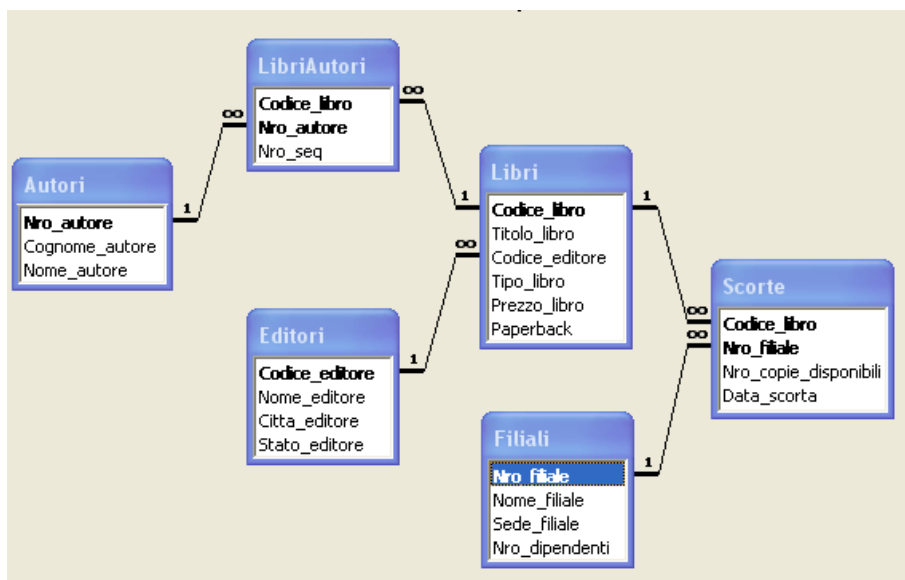 LibriAutori
Codice_libro
Nro_autore
Nro_seq
∞
∞
Autori
Nro_autore
Cognome_autore
Nome_autore
1
Libri
Codice_libro
Titolo_libro
Codice_editore
Tipo_libro
Prezzo_libro
Paperback
1
1
∞
Editori
Codice_editore
Nome_editore
Citta_editore
Stato_editore
1
Scorte
Codice_libro
Nro_filiale
Nro_copie_disponibili
Data_scorta
∞
∞
Filiali
Nro_filiale
Nome_filiale
Sede_filiale
Nro_dipendenti
1